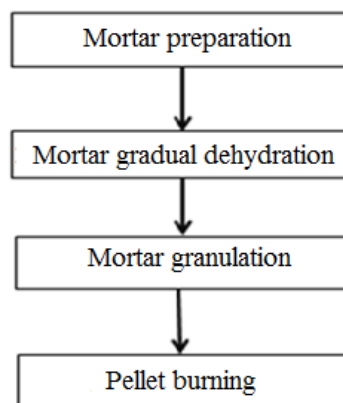 Mortar preparation
Mortar gradual dehydration
Mortar granulation
Pellet burning